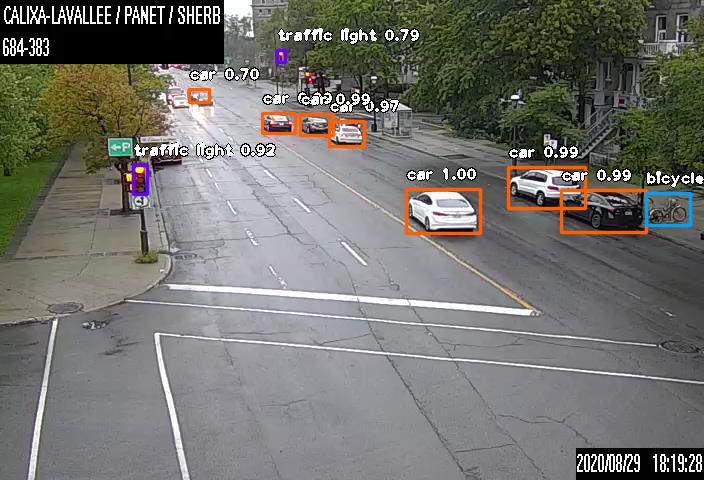 CALIXA-LAVALLEE / PANET / SHERB
684-383
traffic light 0.79
car 0.70
car 0.99
car 0.97
P
traffic light 0.92
car 0.99
car 1.00
car 0.99
bicycle
2020/08/29 18:19:28